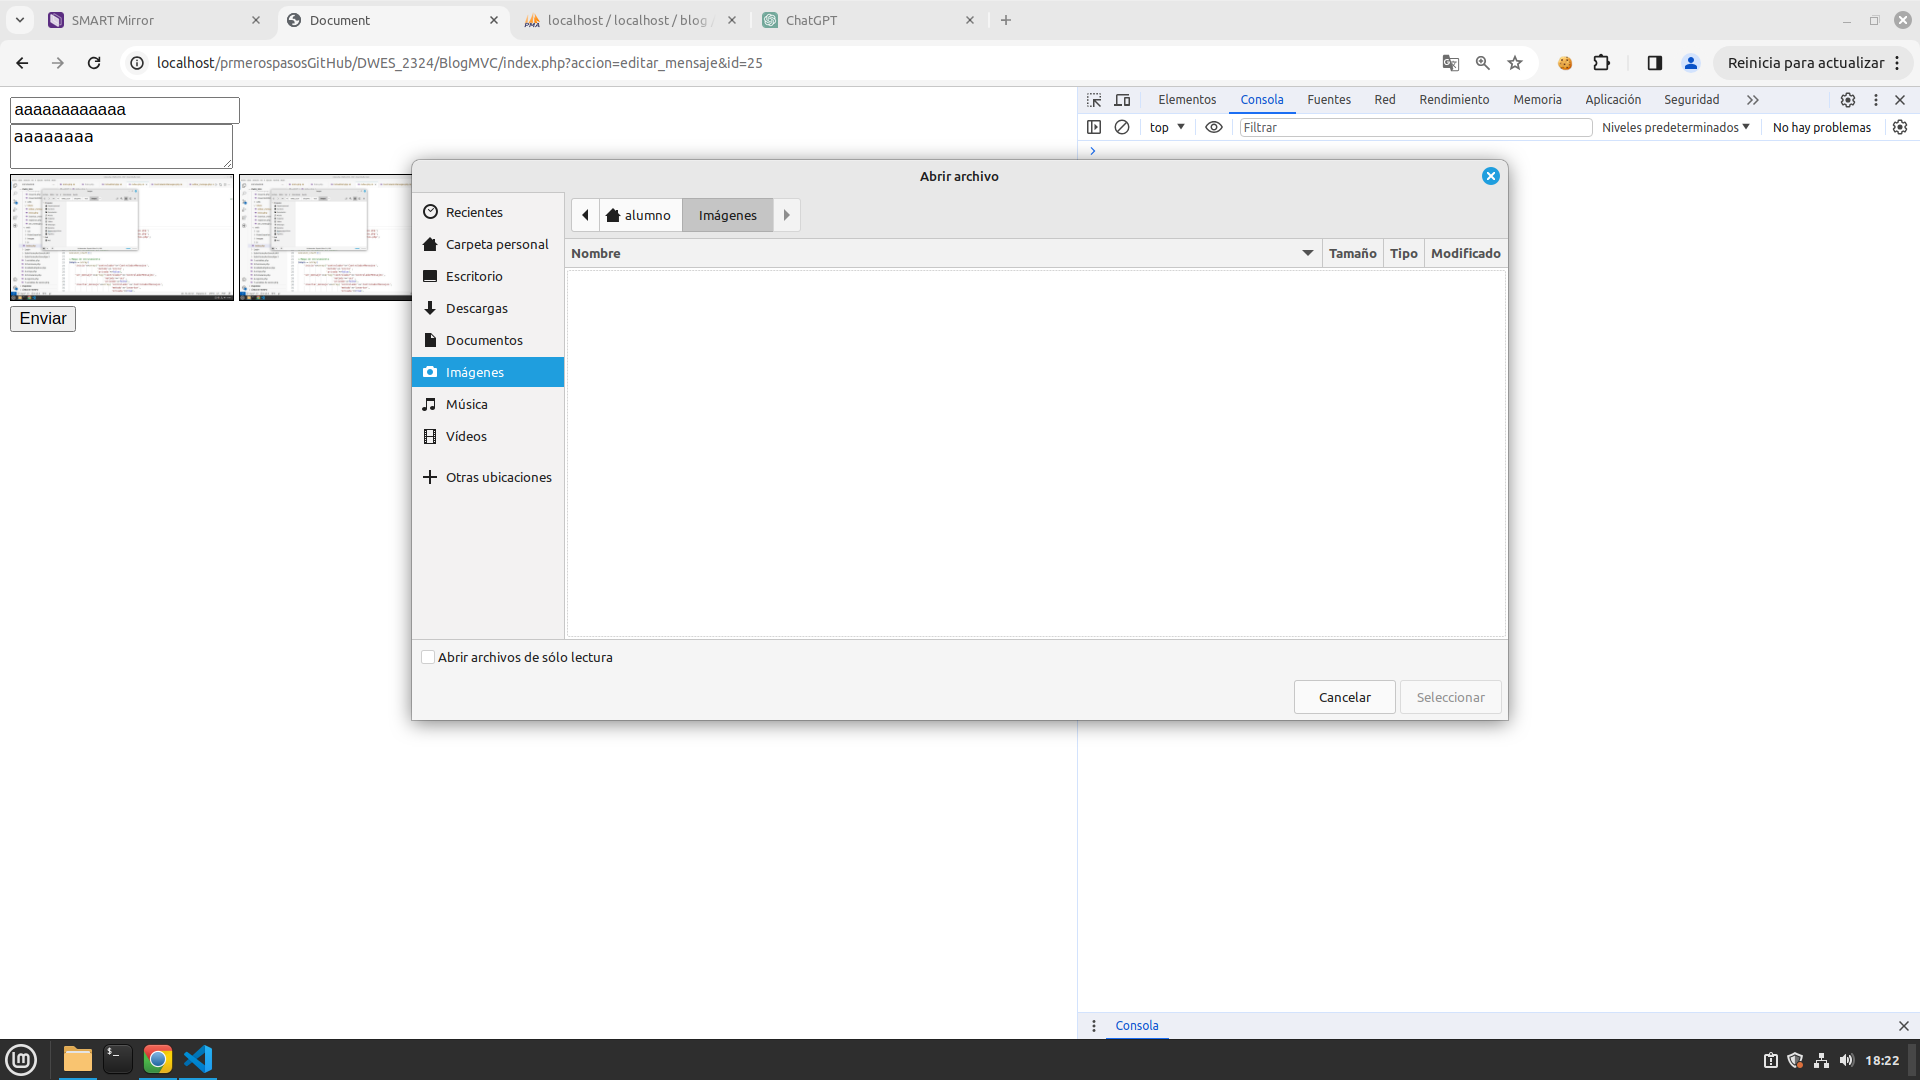 SMART Mirror
Document
localhost / localhost / blog /
ChatGPT
localhost/prmerospasosGitHub/DWES_2324/BlogMVC/index.php?accion=editar_mensaje&id=25
Reinicia para actualizar
aaaaaaaaaaaa
aaaaaaaa
Enviar
Elementos
Consola
Fuentes
Red
Rendimiento
Memoria
Aplicación
Seguridad
top
Filtrar
Niveles predeterminados
No hay problemas
Abrir archivo
Recientes
Carpeta personal
Escritorio
Descargas
Documentos
Imágenes
Música
Vídeos
Otras ubicaciones
alumno
Imágenes
Nombre
Tamaño
Tipo
Modificado
Abrir archivos de sólo lectura
Cancelar
Seleccionar
Consola
18:22